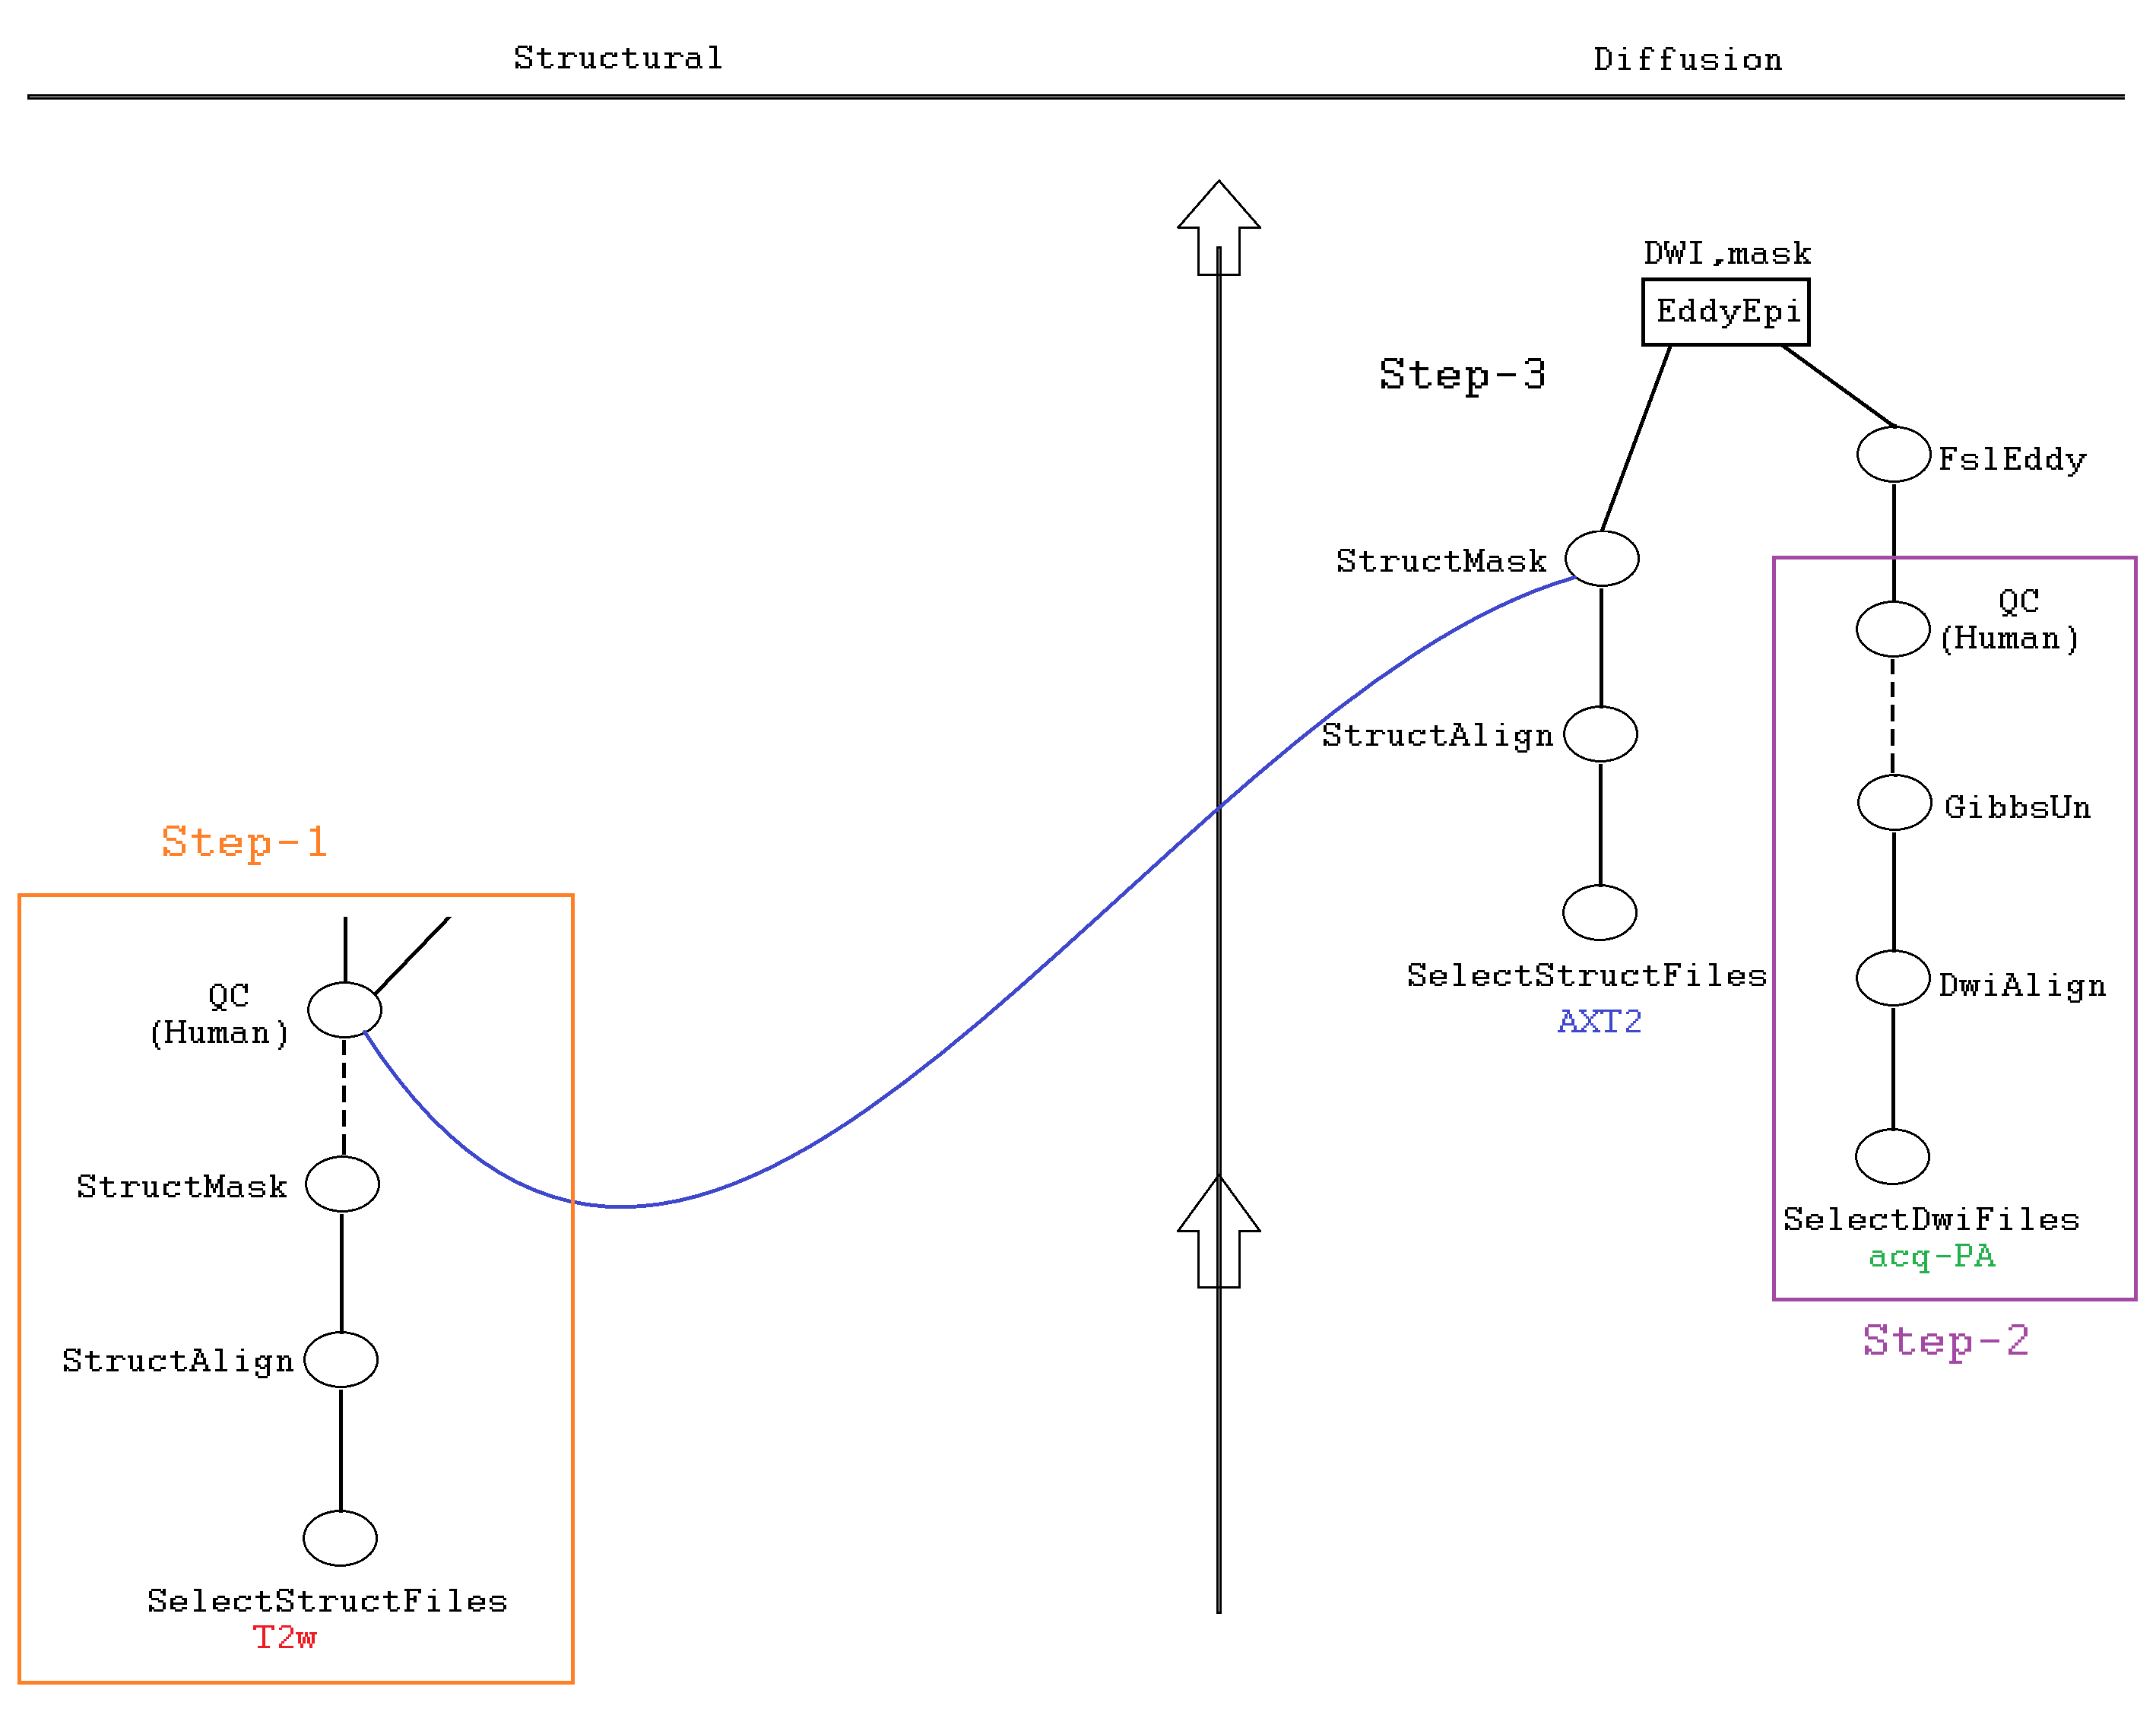 Structural
Diffusion
DWI,mask
EddyEpi
Step-3
FslEddy
StructMask
QC
(Human)
StructAlign
GibbsUn
SelectStructFiles
AXT2
DwiAlign
SelectDwiFiles
acq-PA
Step-2
Step-1
QC
(Human)
StructMask
StructAlign
SelectStructFiles
T2w